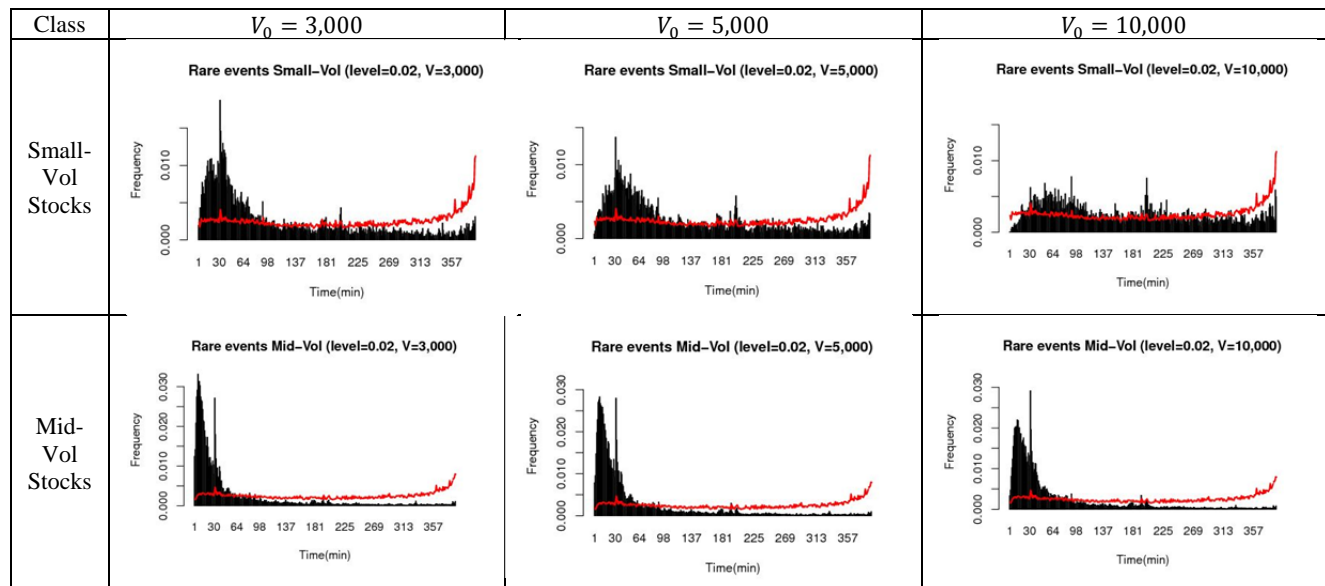 Class
V₀ = 3,000
V₀ = 5,000
V₀ = 10,000
Small-
Vol
Stocks
Rare events Small−Vol (level=0.02, V=3,000)
Frequency
0.000 0.010
1 30 64 98 137 181 225 269 313 357
Time(min)
Rare events Small−Vol (level=0.02, V=5,000)
Frequency
0.000 0.010
1 30 64 98 137 181 225 269 313 357
Time(min)
Rare events Small−Vol (level=0.02, V=10,000)
Frequency
0.000 0.010
1 30 64 98 137 181 225 269 313 357
Time(min)
Mid-
Vol
Stocks
Rare events Mid−Vol (level=0.02, V=3,000)
Frequency
0.000 0.010 0.020 0.030
1 30 64 98 137 181 225 269 313 357
Time(min)
Rare events Mid−Vol (level=0.02, V=5,000)
Frequency
0.000 0.010 0.020 0.030
1 30 64 98 137 181 225 269 313 357
Time(min)
Rare events Mid−Vol (level=0.02, V=10,000)
Frequency
0.000 0.010 0.020 0.030
1 30 64 98 137 181 225 269 313 357
Time(min)